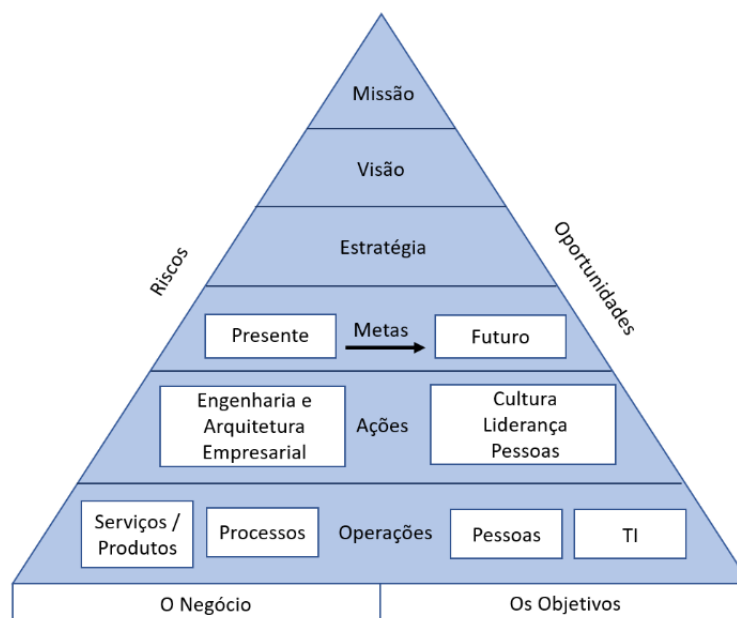 Missão
Visão
Estratégia
Riscos
Oportunidades
Presente
Metas
Futuro
Engenharia e
Arquitetura
Empresarial
Ações
Cultura
Liderança
Pessoas
Serviços /
Produtos
Processos
Operações
Pessoas
TI
O Negócio
Os Objetivos